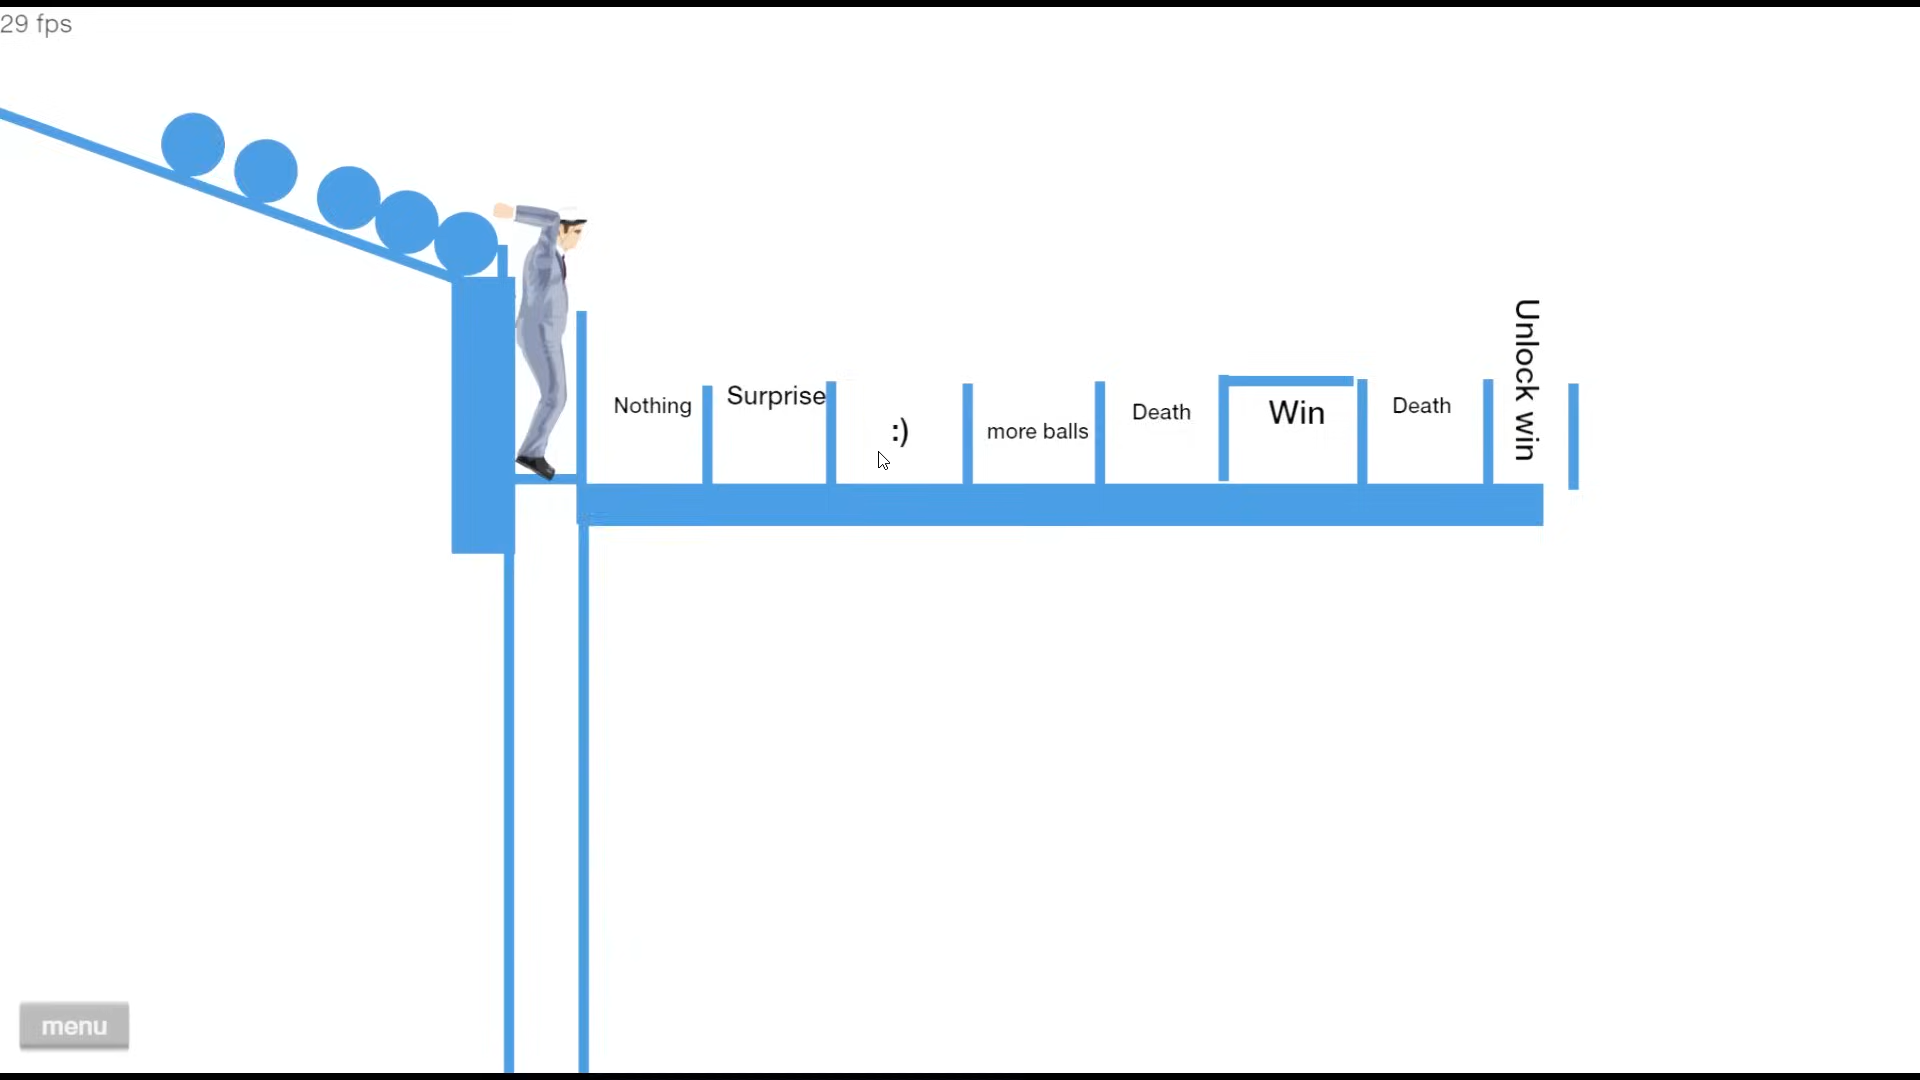 29 fps
Nothing
Surprise
:)
more balls
Death
Win
Death
Unlock win
menu